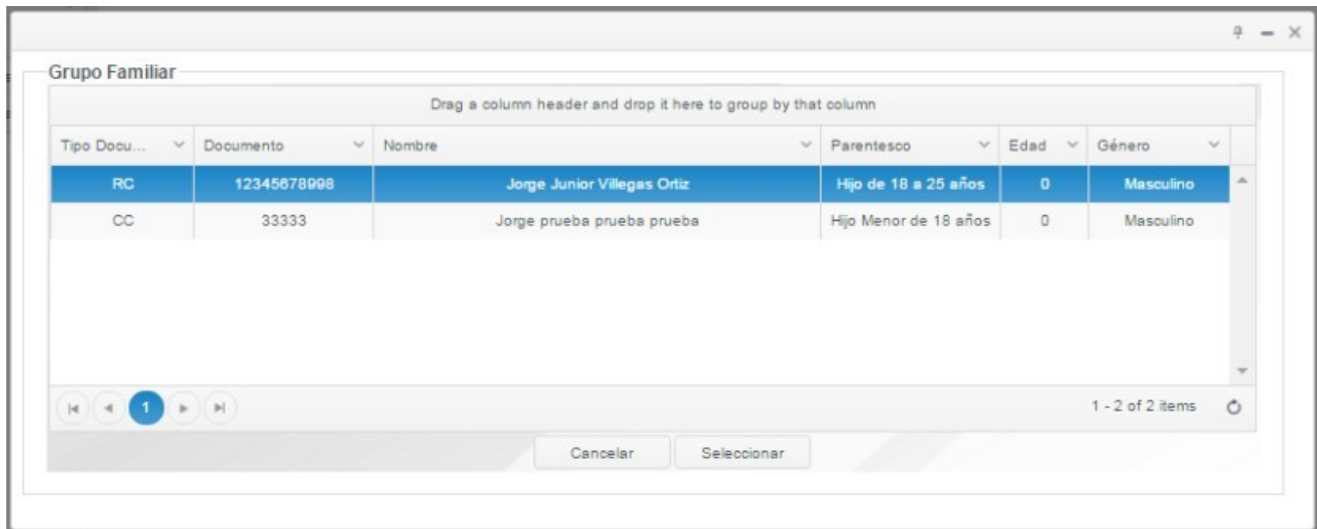 Grupo Familiar
Drag a column header and drop it here to group by that column
Tipo Docu... Documento Nombre Parentesco Edad Género
RC 12345678998 Jorge Junior Villegas Ortiz Hijo de 18 a 25 años 0 Masculino
CC 33333 Jorge prueba prueba prueba Hijo Menor de 18 años 0 Masculino
1 1 - 2 of 2 items
Cancelar Seleccionar